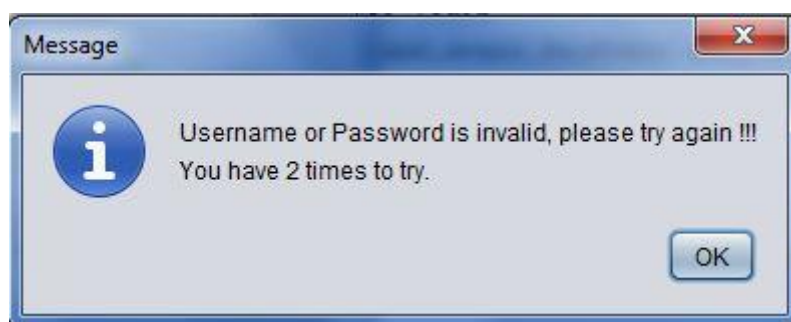 Message
Username or Password is invalid, please try again !!!
You have 2 times to try.
OK